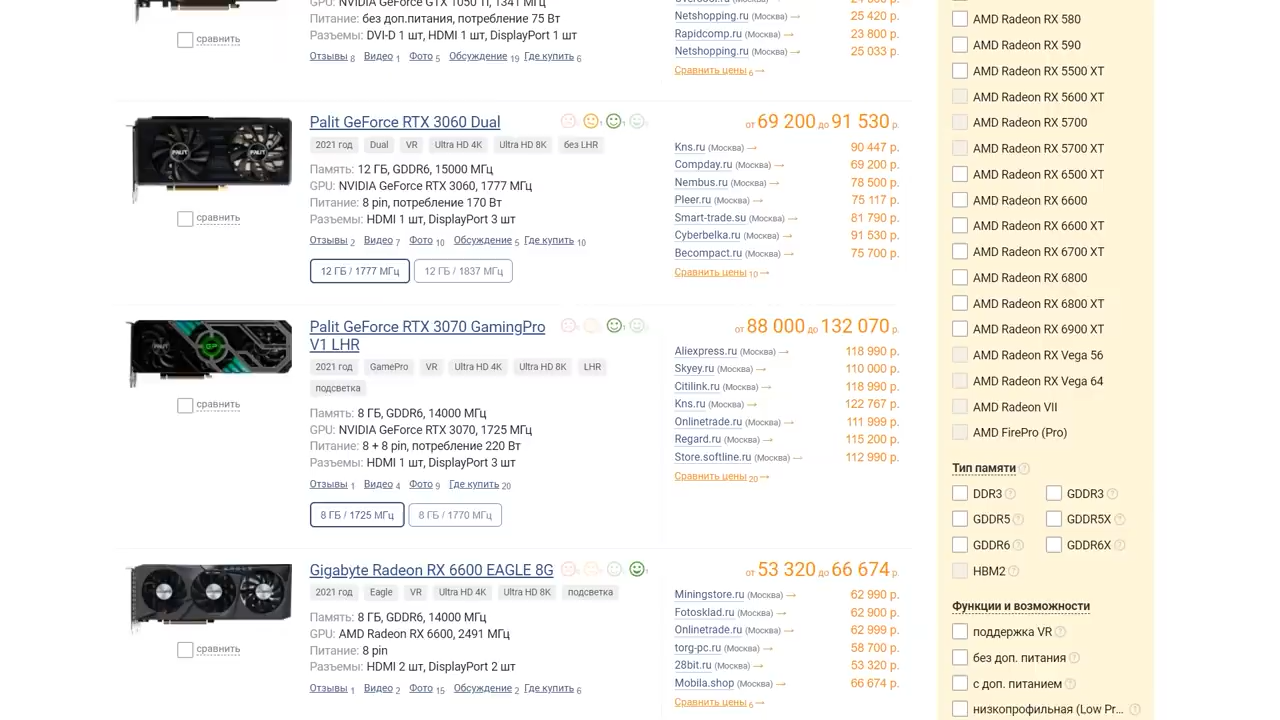 GPU: NVIDIA GeForce GTX 1050 Ti, 1341 МГц
Питание: без доп.питания, потребление 75 Вт
Разъемы: DVI-D 1 шт, HDMI 1 шт, DisplayPort 1 шт
сравнить
Отзывы 8 Видео 1 Фото 5 Обсуждение 19 Где купить 6
Netshopping.ru (Москва) → 25 420 р.
Rapidcomp.ru (Москва) → 23 800 р.
Netshopping.ru (Москва) → 25 033 р.
Сравнить цены 6 →
Palit GeForce RTX 3060 Dual
2021 год Dual VR Ultra HD 4K Ultra HD 8K без LHR
Память: 12 ГБ, GDDR6, 15000 МГц
GPU: NVIDIA GeForce RTX 3060, 1777 МГц
Питание: 8 pin, потребление 170 Вт
Разъемы: HDMI 1 шт, DisplayPort 3 шт
сравнить
Отзывы 2 Видео 7 Фото 10 Обсуждение 5 Где купить 10
12 ГБ / 1777 МГц 12 ГБ / 1837 МГц
от 69 200 до 91 530 р.
Kns.ru (Москва) → 90 447 р.
Compday.ru (Москва) → 69 200 р.
Nembus.ru (Москва) → 78 500 р.
Pleer.ru (Москва) → 75 117 р.
Smart-trade.su (Москва) → 81 790 р.
Cyberbelka.ru (Москва) → 91 530 р.
Becompact.ru (Москва) → 75 700 р.
Сравнить цены 10 →
Palit GeForce RTX 3070 GamingPro
V1 LHR
2021 год GamePro VR Ultra HD 4K Ultra HD 8K LHR
подсветка
Память: 8 ГБ, GDDR6, 14000 МГц
GPU: NVIDIA GeForce RTX 3070, 1725 МГц
Питание: 8 + 8 pin, потребление 220 Вт
Разъемы: HDMI 1 шт, DisplayPort 3 шт
сравнить
Отзывы 1 Видео 4 Фото 9 Где купить 20
8 ГБ / 1725 МГц 8 ГБ / 1770 МГц
от 88 000 до 132 070 р.
Aliexpress.ru (Москва) → 118 990 р.
Skyey.ru (Москва) → 110 000 р.
Citilink.ru (Москва) → 118 990 р.
Kns.ru (Москва) → 122 767 р.
Onlinetrade.ru (Москва) → 111 999 р.
Regard.ru (Москва) → 115 200 р.
Store.softline.ru (Москва) → 112 990 р.
Сравнить цены 20 →
Gigabyte Radeon RX 6600 EAGLE 8G
2021 год Eagle VR Ultra HD 4K Ultra HD 8K подсветка
Память: 8 ГБ, GDDR6, 14000 МГц
GPU: AMD Radeon RX 6600, 2491 МГц
Питание: 8 pin
Разъемы: HDMI 2 шт, DisplayPort 2 шт
сравнить
Отзывы 1 Видео 2 Фото 15 Обсуждение 2 Где купить 6
от 53 320 до 66 674 р.
Miningstore.ru (Москва) → 62 990 р.
Fotosklad.ru (Москва) → 62 900 р.
Onlinetrade.ru (Москва) → 62 999 р.
torg-pc.ru (Москва) → 58 700 р.
28bit.ru (Москва) → 53 320 р.
Mobila.shop (Москва) → 66 674 р.
Сравнить цены 6 →
AMD Radeon RX 580
AMD Radeon RX 590
AMD Radeon RX 5500 XT
AMD Radeon RX 5600 XT
AMD Radeon RX 5700
AMD Radeon RX 5700 XT
AMD Radeon RX 6500 XT
AMD Radeon RX 6600
AMD Radeon RX 6600 XT
AMD Radeon RX 6700 XT
AMD Radeon RX 6800
AMD Radeon RX 6800 XT
AMD Radeon RX 6900 XT
AMD Radeon RX Vega 56
AMD Radeon RX Vega 64
AMD Radeon VII
AMD FirePro (Pro)
Тип памяти
DDR3 GDDR3
GDDR5 GDDR5X
GDDR6 GDDR6X
HBM2
Функции и возможности
поддержка VR
без доп. питания
с доп. питанием
низкопрофильная (Low Pr...